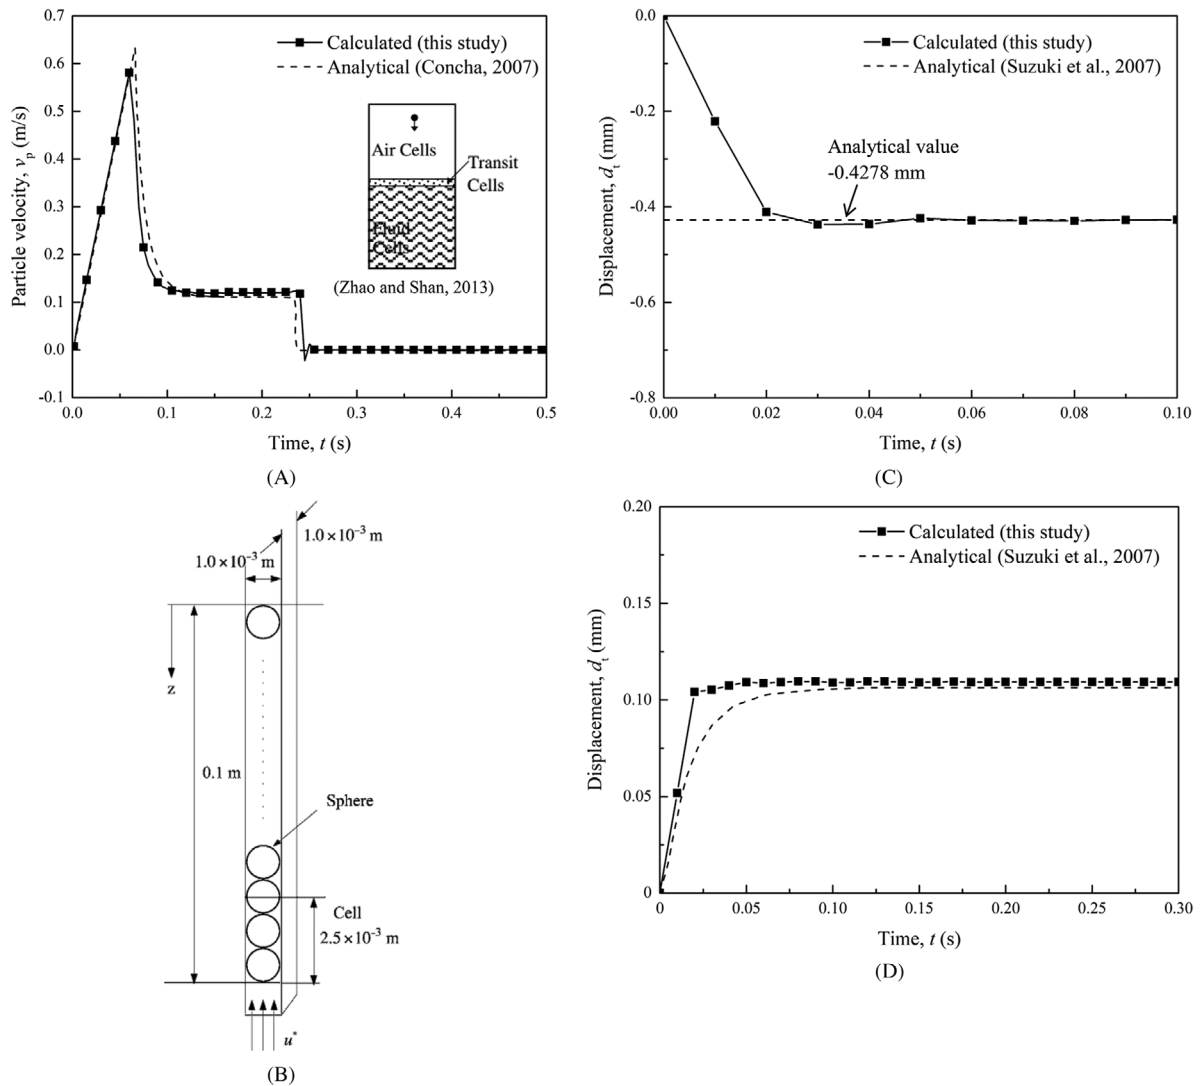 0.7
0.6
0.5
0.4
0.3
0.2
0.1
0.0
-0.1
Particle velocity, vp (m/s)
Calculated (this study)
Analytical (Concha, 2007)
Air Cells
Transit
Cells
Fluid
Cells
(Zhao and Shan, 2013)
0.0 0.1 0.2 0.3 0.4 0.5
Time, t (s)
(A)
0.0
-0.2
-0.4
-0.6
-0.8
Displacement, dt (mm)
Calculated (this study)
Analytical (Suzuki et al., 2007)
Analytical value
-0.4278 mm
0.00 0.02 0.04 0.06 0.08 0.10
Time, t (s)
(C)
1.0×10⁻³ m
1.0×10⁻³ m
z
0.1 m
Sphere
Cell
2.5×10⁻³ m
u*
(B)
0.20
0.15
0.10
0.05
0
Displacement, dt (mm)
Calculated (this study)
Analytical (Suzuki et al., 2007)
0 0.05 0.10 0.15 0.20 0.25 0.30
Time, t (s)
(D)